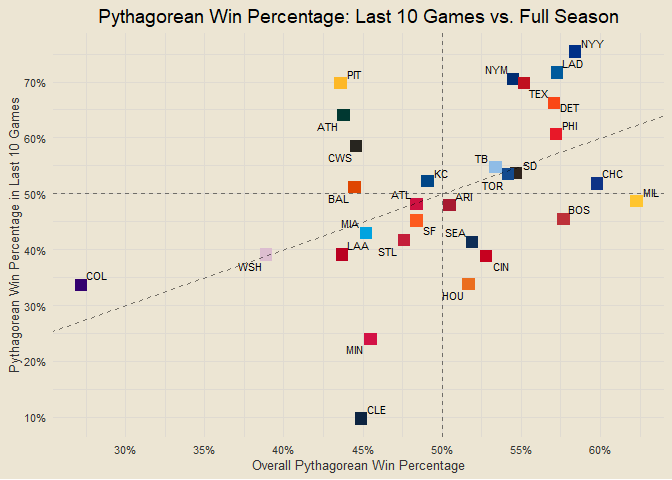 Pythagorean Win Percentage: Last 10 Games vs. Full Season
NYY
LAD
NYM
PIT
70%
TEX
DET
ATH
PHI
60%
CWS
TB
SD
KC
CHC
TOR
50%
BAL
ATL
ARI
MIL
BOS
MIA
SF
SEA
LAA
STL
40%
WSH
CIN
COL
HOU
30%
MIN
20%
CLE
10%
Pythagorean Win Percentage in Last 10 Games
30%
35%
40%
45%
50%
55%
60%
Overall Pythagorean Win Percentage